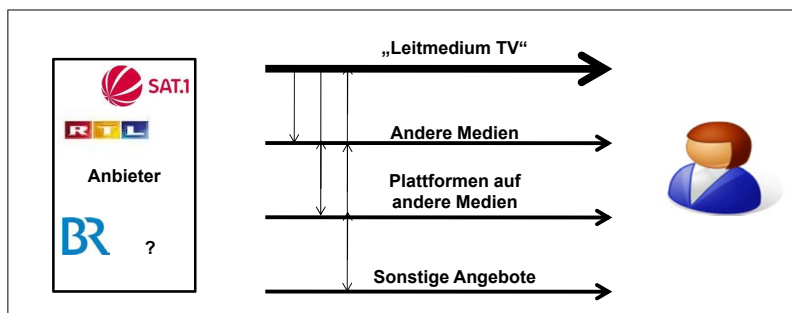 „Leitmedium TV“
SAT.1
RTL
Andere Medien
Anbieter
Plattformen auf
andere Medien
BR
?
Sonstige Angebote